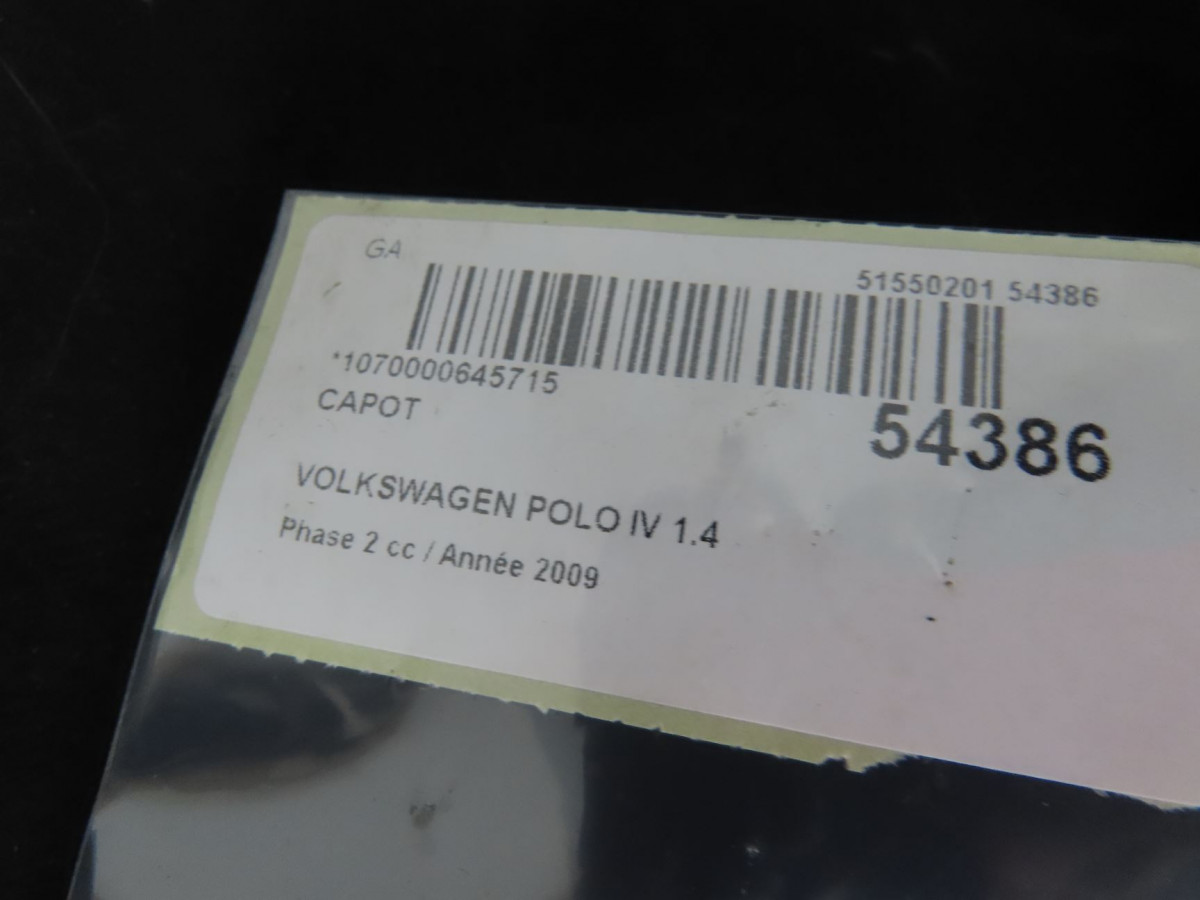 GA
51550201 54386
*1070000645715
CAPOT
54386
VOLKSWAGEN POLO IV 1.4
Phase 2 cc / Année 2009